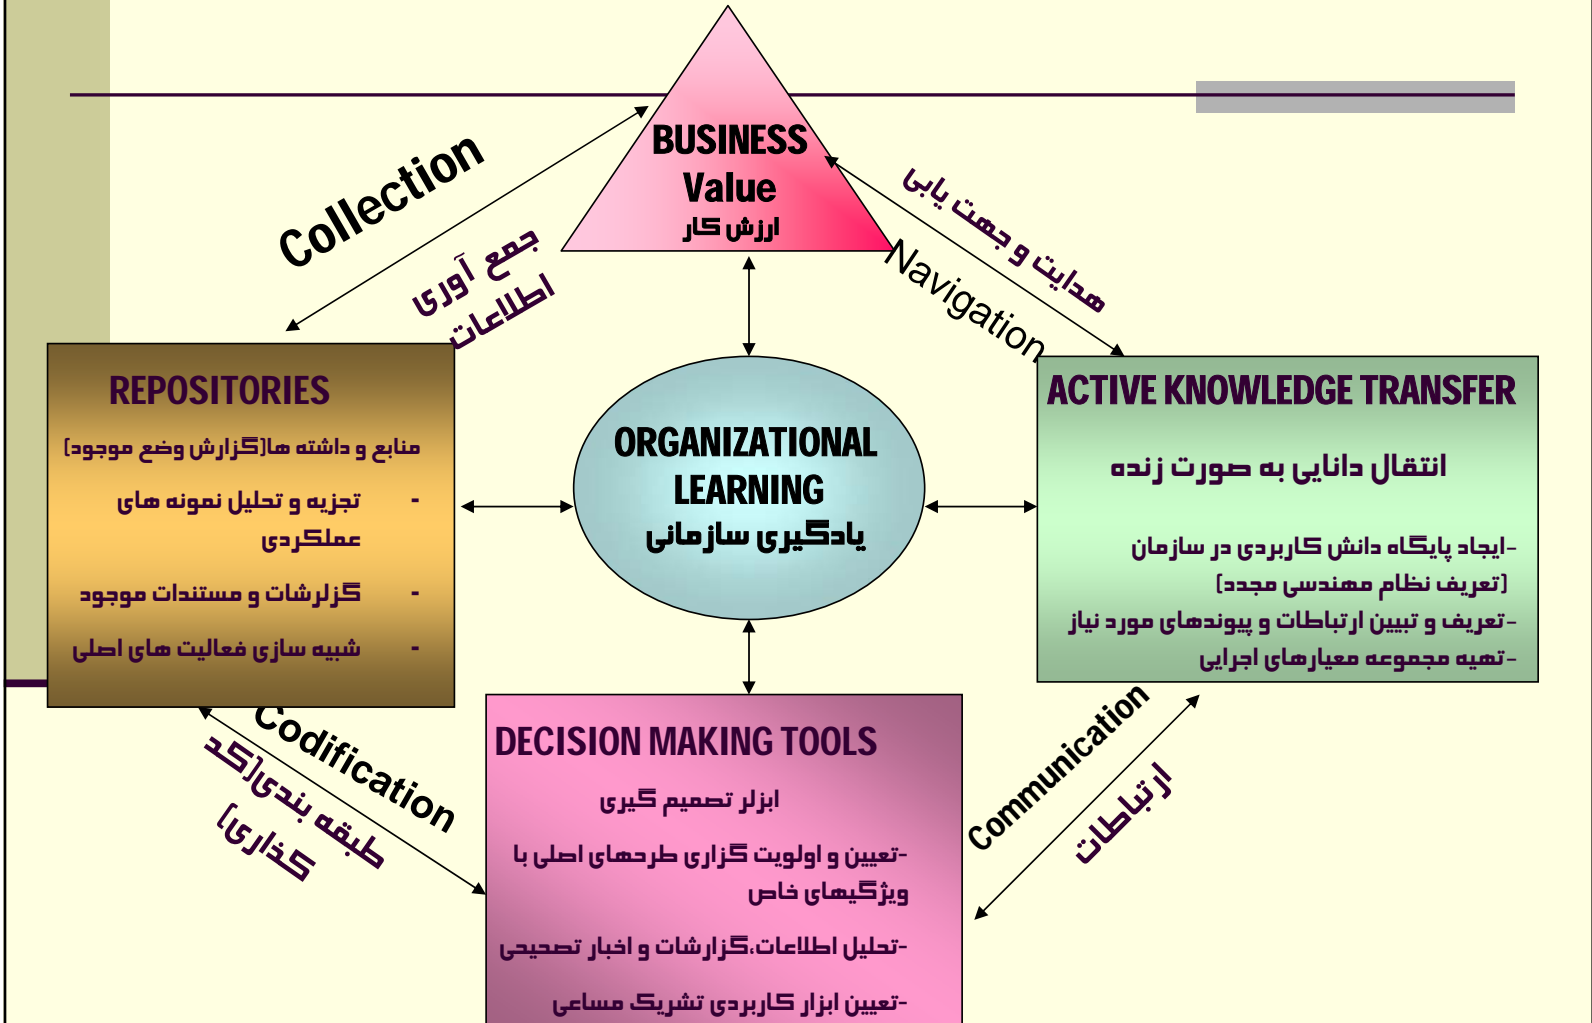 BUSINESS
Value
ارزش کار
Collection
جمع آوری
اطلاعات
هدایت و جهت یابی
Navigation
REPOSITORIES
منابع و داشته ها(گزارش وضع موجود)
- تجزیه و تحلیل نمونه های
عملکردی
- گزلرشات و مستندات موجود
- شبیه سازی فعالیت های اصلی
ORGANIZATIONAL
LEARNING
یادگیری سازمانی
ACTIVE KNOWLEDGE TRANSFER
انتقال دانایی به صورت زنده
-ایجاد پایگاه دانش کاربردی در سازمان
(تعریف نظام مهندسی مجدد)
-تعریف و تبیین ارتباطات و پیوندهای مورد نیاز
-تهیه مجموعه معیارهای اجرایی
Codification
طبقه بندی(کد
گذاری)
DECISION MAKING TOOLS
ابزلر تصمیم گیری
-تعیین و اولویت گزاری طرحهای اصلی با
ویژگیهای خاص
-تحلیل اطلاعات،گزارشات و اخبار تصحیحی
-تعیین ابزار کاربردی تشریک مساعی
Communication
ارتباطات